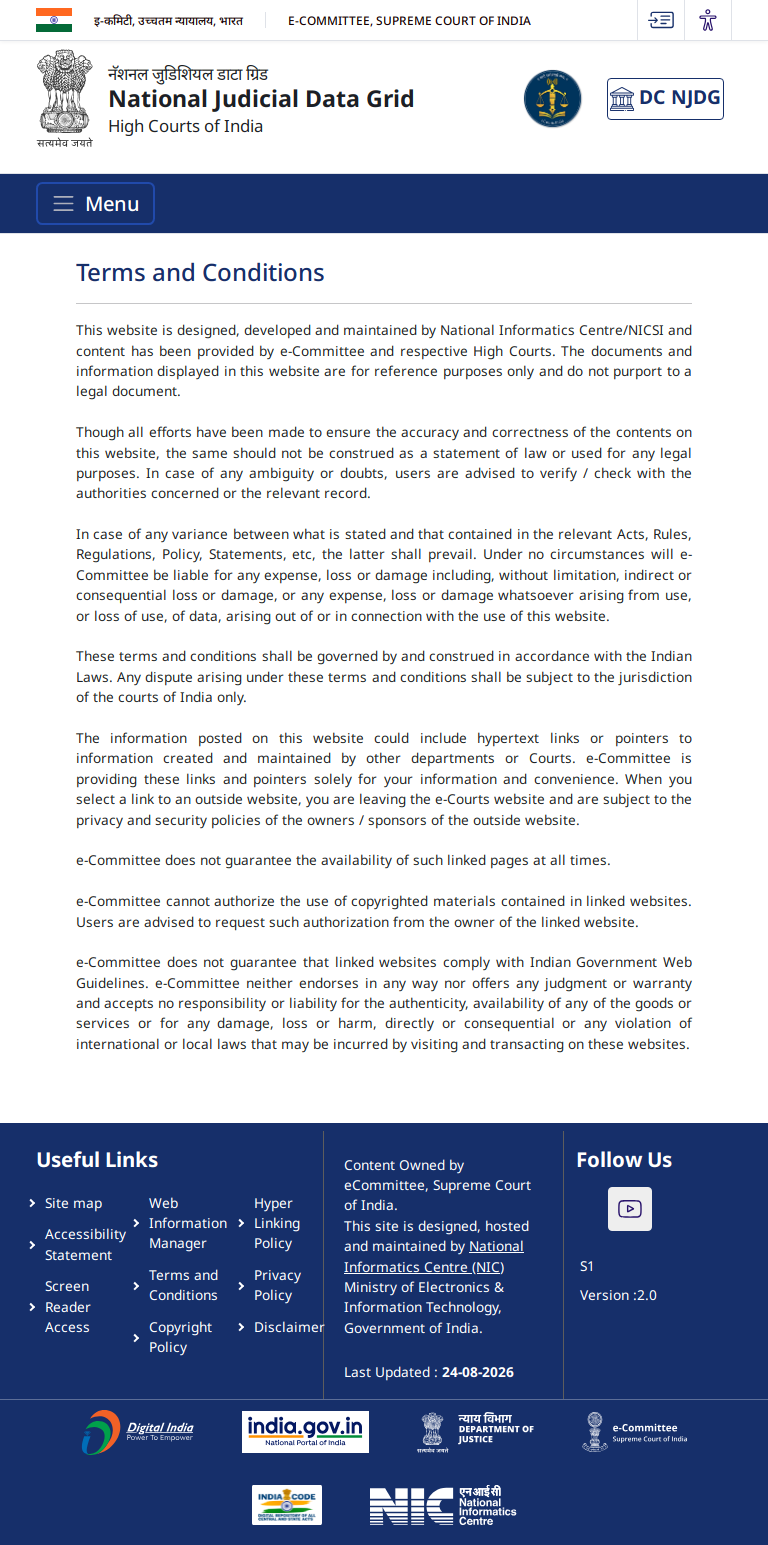 इ-कमिटी, उच्चतम न्यायालय, भारत
E-COMMITTEE, SUPREME COURT OF INDIA
नॅशनल जुडिशियल डाटा ग्रिड
National Judicial Data Grid
High Courts of India
सत्यमेव जयते
DC NJDG
Menu
Terms and Conditions
This website is designed, developed and maintained by National Informatics Centre/NICSI and
content has been provided by e-Committee and respective High Courts. The documents and
information displayed in this website are for reference purposes only and do not purport to a
legal document.
Though all efforts have been made to ensure the accuracy and correctness of the contents on
this website, the same should not be construed as a statement of law or used for any legal
purposes. In case of any ambiguity or doubts, users are advised to verify / check with the
authorities concerned or the relevant record.
In case of any variance between what is stated and that contained in the relevant Acts, Rules,
Regulations, Policy, Statements, etc, the latter shall prevail. Under no circumstances will e-
Committee be liable for any expense, loss or damage including, without limitation, indirect or
consequential loss or damage, or any expense, loss or damage whatsoever arising from use,
or loss of use, of data, arising out of or in connection with the use of this website.
These terms and conditions shall be governed by and construed in accordance with the Indian
Laws. Any dispute arising under these terms and conditions shall be subject to the jurisdiction
of the courts of India only.
The information posted on this website could include hypertext links or pointers to
information created and maintained by other departments or Courts. e-Committee is
providing these links and pointers solely for your information and convenience. When you
select a link to an outside website, you are leaving the e-Courts website and are subject to the
privacy and security policies of the owners / sponsors of the outside website.
e-Committee does not guarantee the availability of such linked pages at all times.
e-Committee cannot authorize the use of copyrighted materials contained in linked websites.
Users are advised to request such authorization from the owner of the linked website.
e-Committee does not guarantee that linked websites comply with Indian Government Web
Guidelines. e-Committee neither endorses in any way nor offers any judgment or warranty
and accepts no responsibility or liability for the authenticity, availability of any of the goods or
services or for any damage, loss or harm, directly or consequential or any violation of
international or local laws that may be incurred by visiting and transacting on these websites.
Useful Links
Site map
Accessibility
Statement
Screen
Reader
Access
Web
Information
Manager
Terms and
Conditions
Copyright
Policy
Hyper
Linking
Policy
Privacy
Policy
Disclaimer
Content Owned by
eCommittee, Supreme Court
of India.
This site is designed, hosted
and maintained by National
Informatics Centre (NIC)
Ministry of Electronics &
Information Technology,
Government of India.
Last Updated : 24-08-2026
Follow Us
S1
Version :2.0
Digital India
Power To Empower
india.gov.in
National Portal of India
सत्यमेव जयते
न्याय विभाग
DEPARTMENT OF
JUSTICE
e-Committee
Supreme Court of India
INDIA CODE
DIGITAL REPOSITORY OF ALL
CENTRAL AND STATE ACTS
NIC
एनआईसी
National
Informatics
Centre